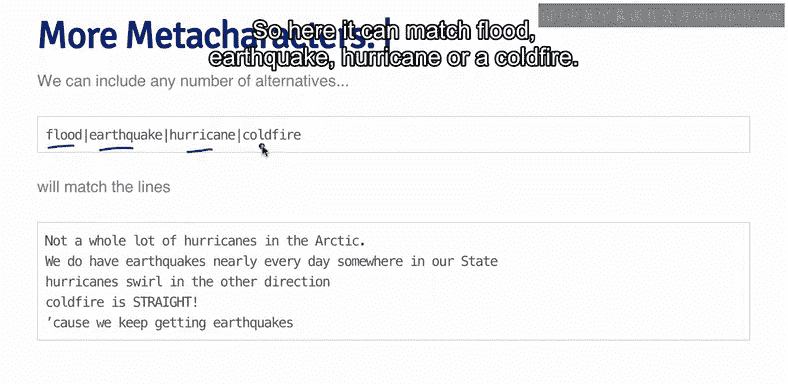 More Metacharacters: |
So here it can match flood,
earthquake, hurricane or a coldfire.
We can include any number of alternatives...
flood|earthquake|hurricane|coldfire
will match the lines
Not a whole lot of hurricanes in the Arctic.
We do have earthquakes nearly every day somewhere in our State
hurricanes swirl in the other direction
coldfire is STRAIGHT!
’cause we keep getting earthquakes